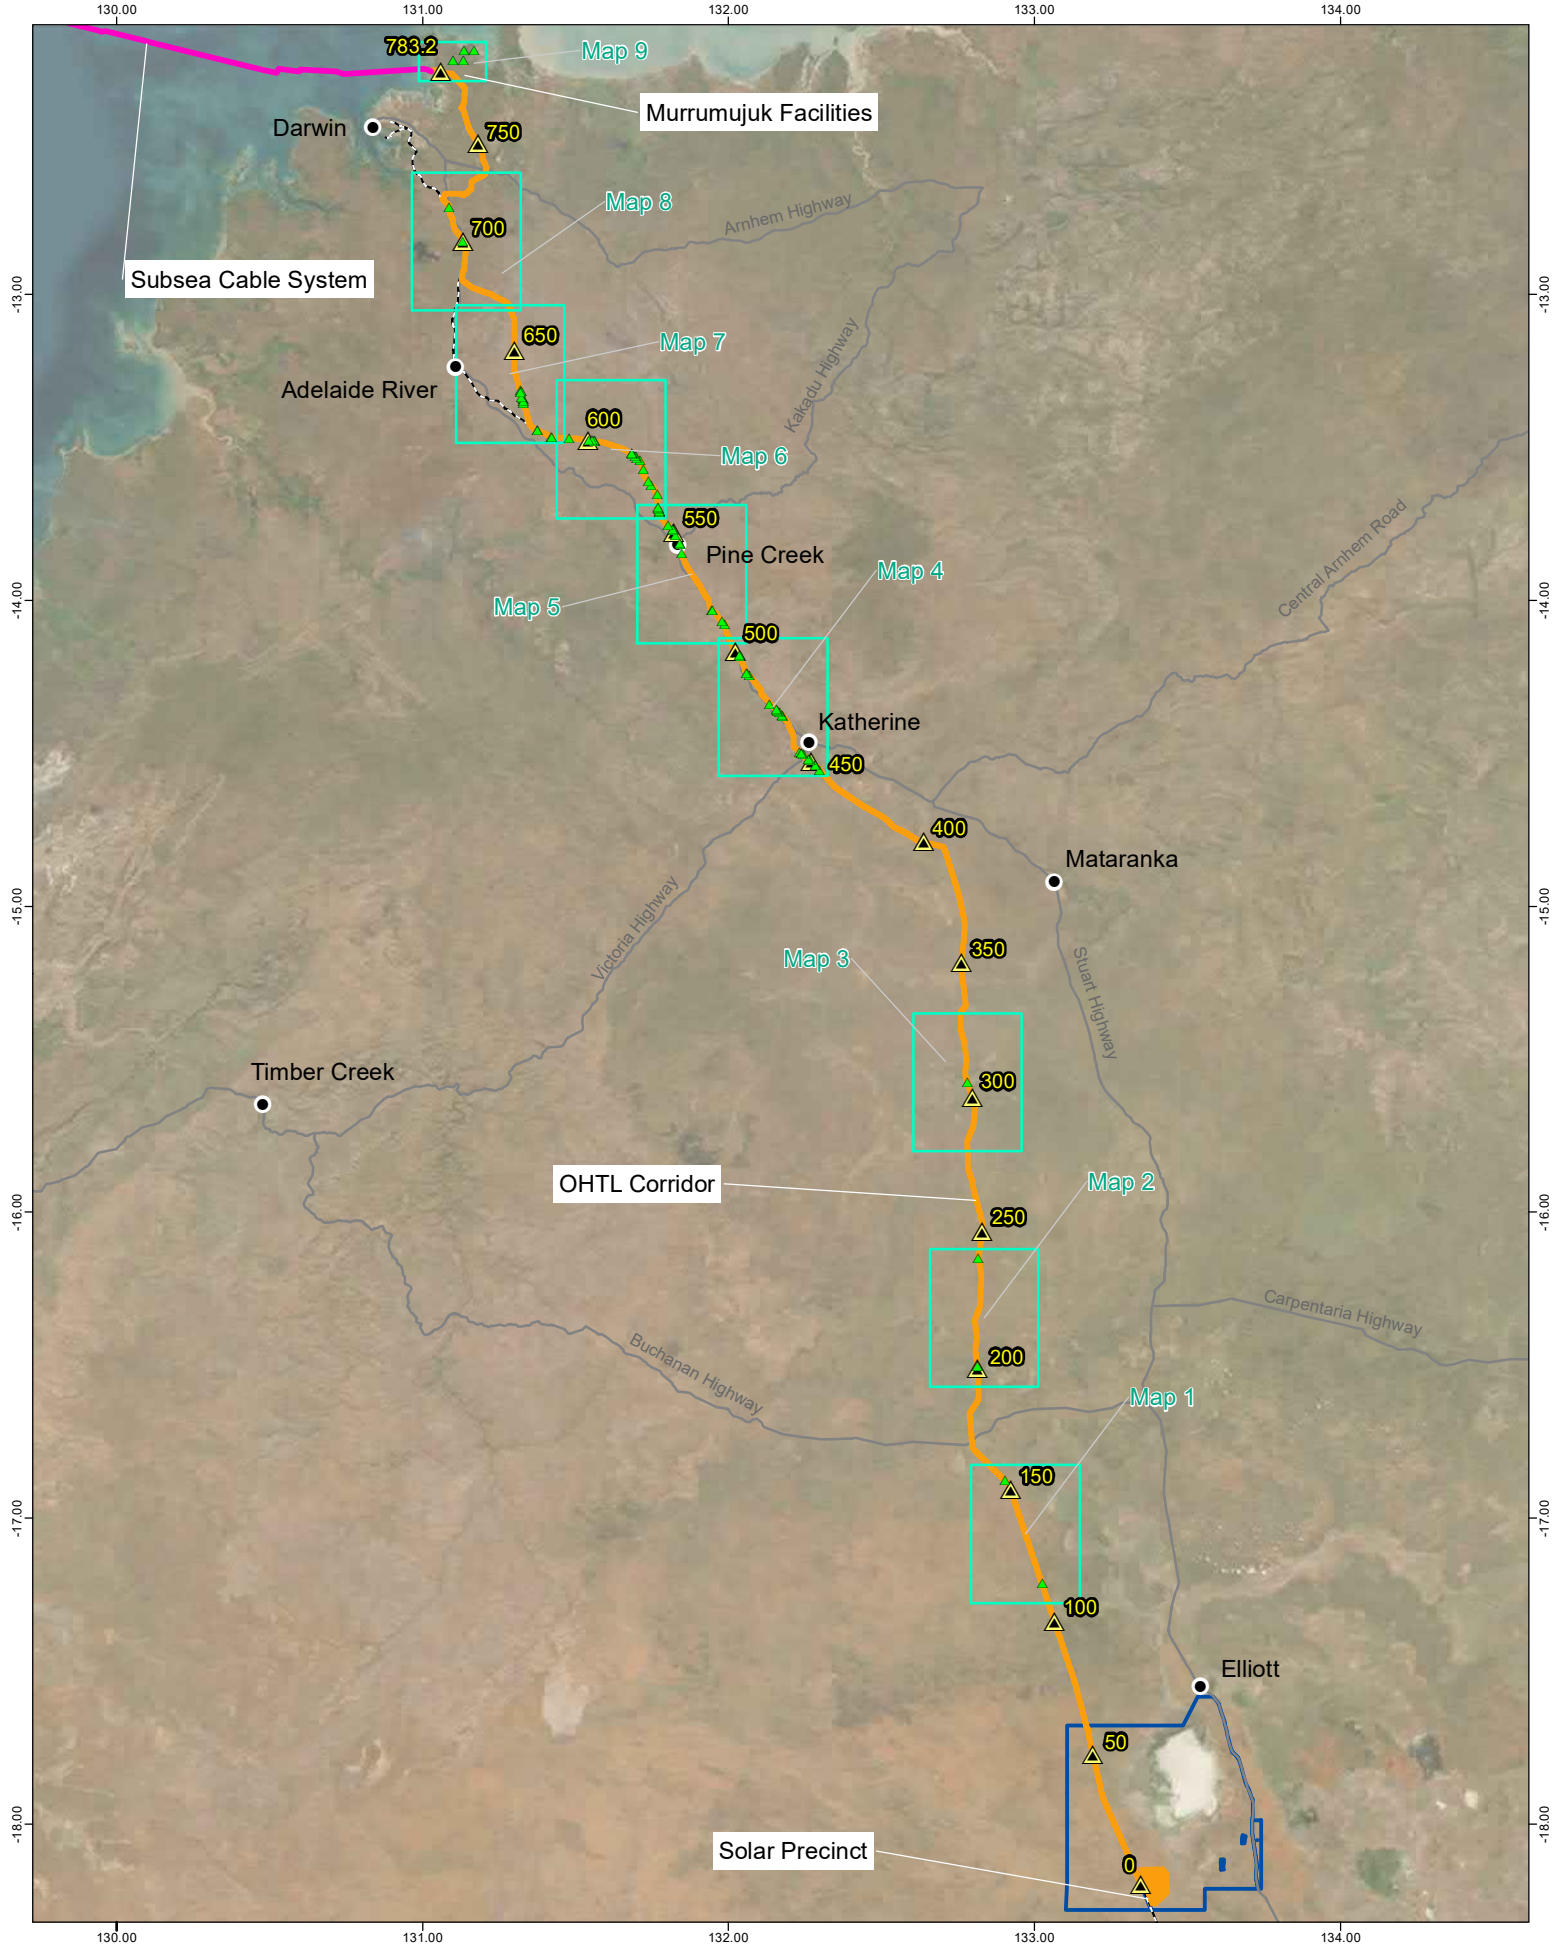 130.00
131.00
132.00
133.00
134.00
783.2
Map 9
Murrumujuk Facilities
Darwin
750
Map 8
Arnhem Highway
700
Subsea Cable System
-13.00
-13.00
650
Map 7
Kakadu Highway
Adelaide River
600
Map 6
550
Pine Creek
Map 4
Central Arnhem Road
Map 5
-14.00
-14.00
500
Katherine
450
400
Mataranka
-15.00
-15.00
Victoria Highway
350
Map 3
Stuart Highway
Timber Creek
300
OHTL Corridor
Map 2
-16.00
-16.00
250
Carpentaria Highway
200
Buchanan Highway
Map 1
150
-17.00
-17.00
100
Elliott
50
-18.00
-18.00
Solar Precinct
0
130.00
131.00
132.00
133.00
134.00